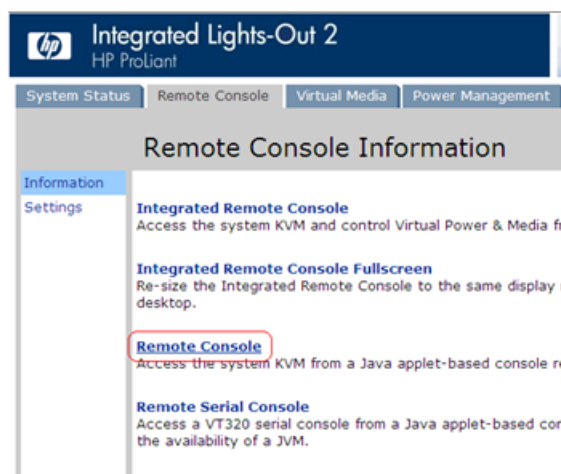 hp
Integrated Lights-Out 2
HP ProLiant
System Status Remote Console Virtual Media Power Management
Remote Console Information
Information
Settings
Integrated Remote Console
Access the system KVM and control Virtual Power & Media
Integrated Remote Console Fullscreen
Re-size the Integrated Remote Console to the same display
desktop.
Remote Console
Access the system KVM from a Java applet-based console
Remote Serial Console
Access a VT320 serial console from a Java applet-based
the availability of a JVM.